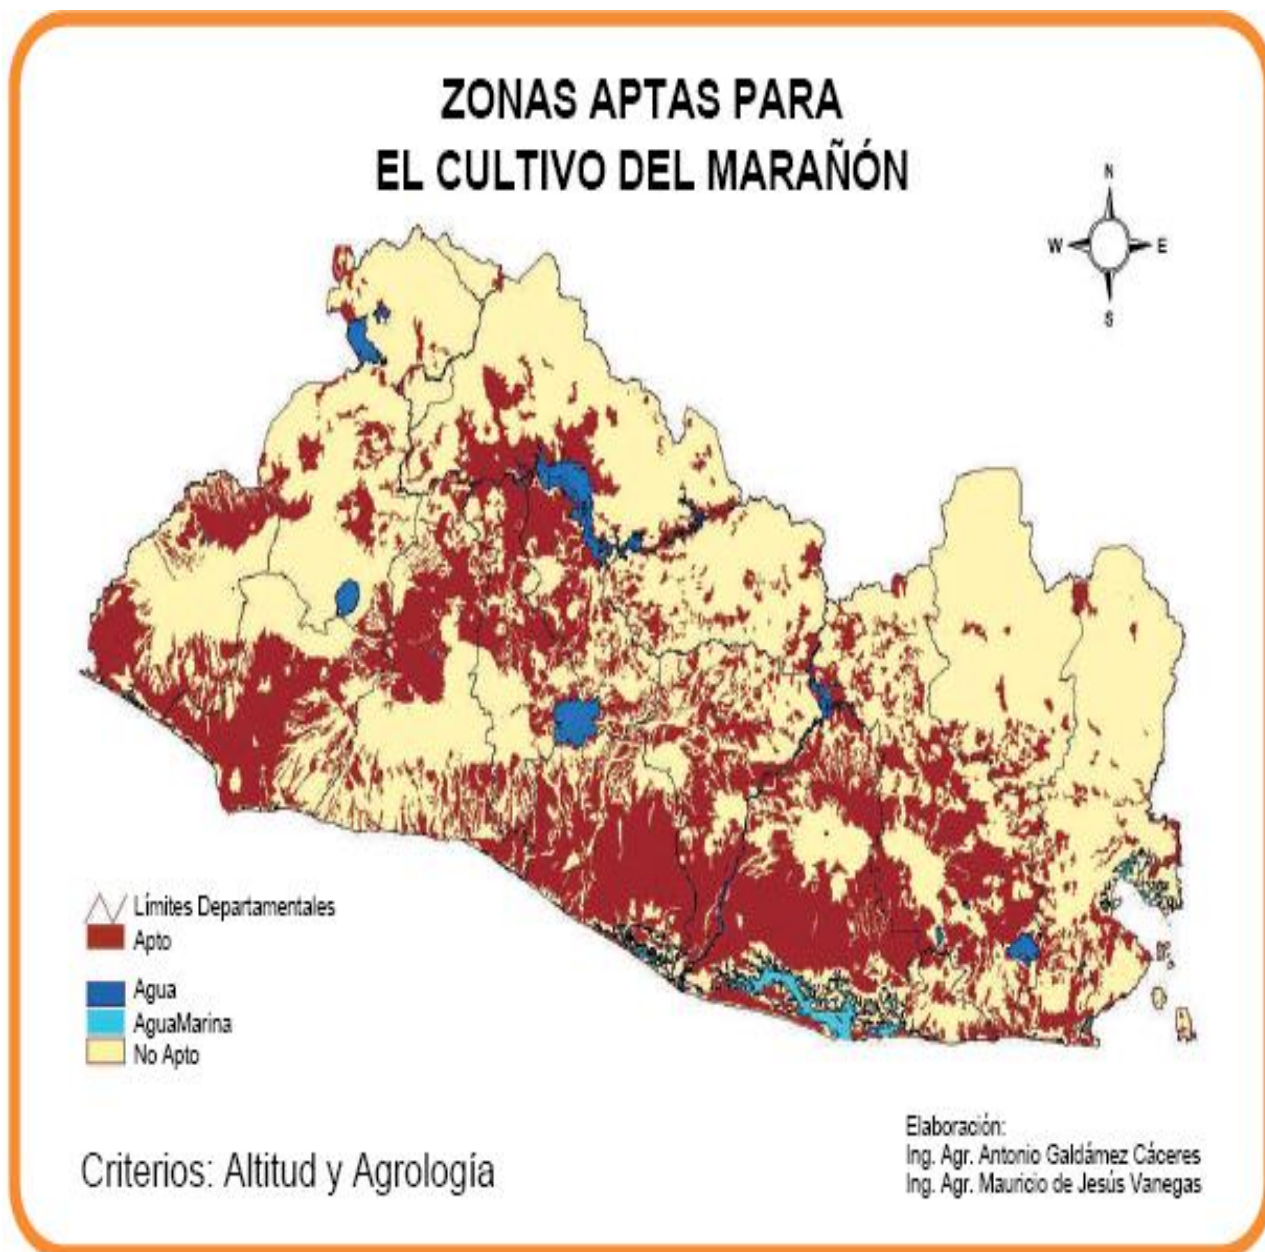 ZONAS APTAS PARA
EL CULTIVO DEL MARAÑÓN
N
W
E
S
Límites Departamentales
Apto
Agua
AguaMarina
No Apto
Criterios: Altitud y Agrología
Elaboración:
Ing. Agr. Antonio Galdámez Cáceres
Ing. Agr. Mauricio de Jesús Vanegas